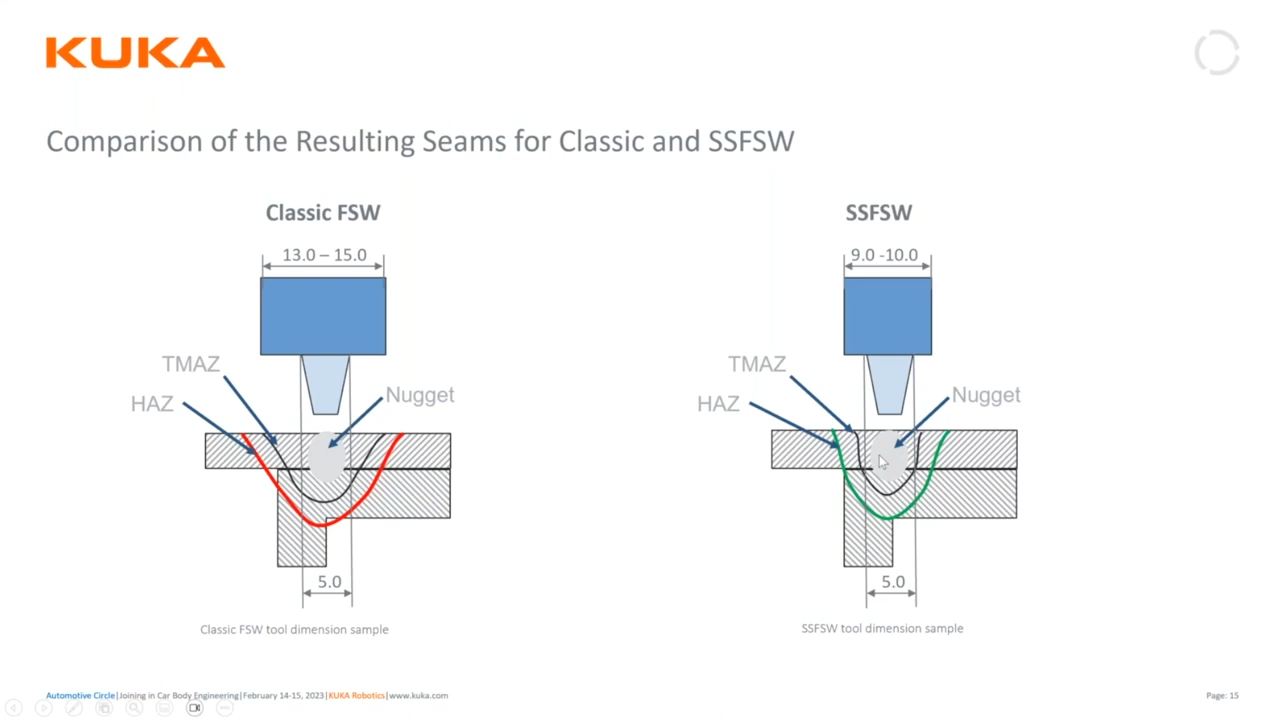 KUKA
Comparison of the Resulting Seams for Classic and SSFSW
Classic FSW
13.0 – 15.0
TMAZ
HAZ
Nugget
5.0
Classic FSW tool dimension sample
SSFSW
9.0 -10.0
TMAZ
HAZ
Nugget
5.0
SSFSW tool dimension sample
Automotive Circle|Joining in Car Body Engineering|February 14-15, 2023|KUKA Robotics|www.kuka.com
Page: 15